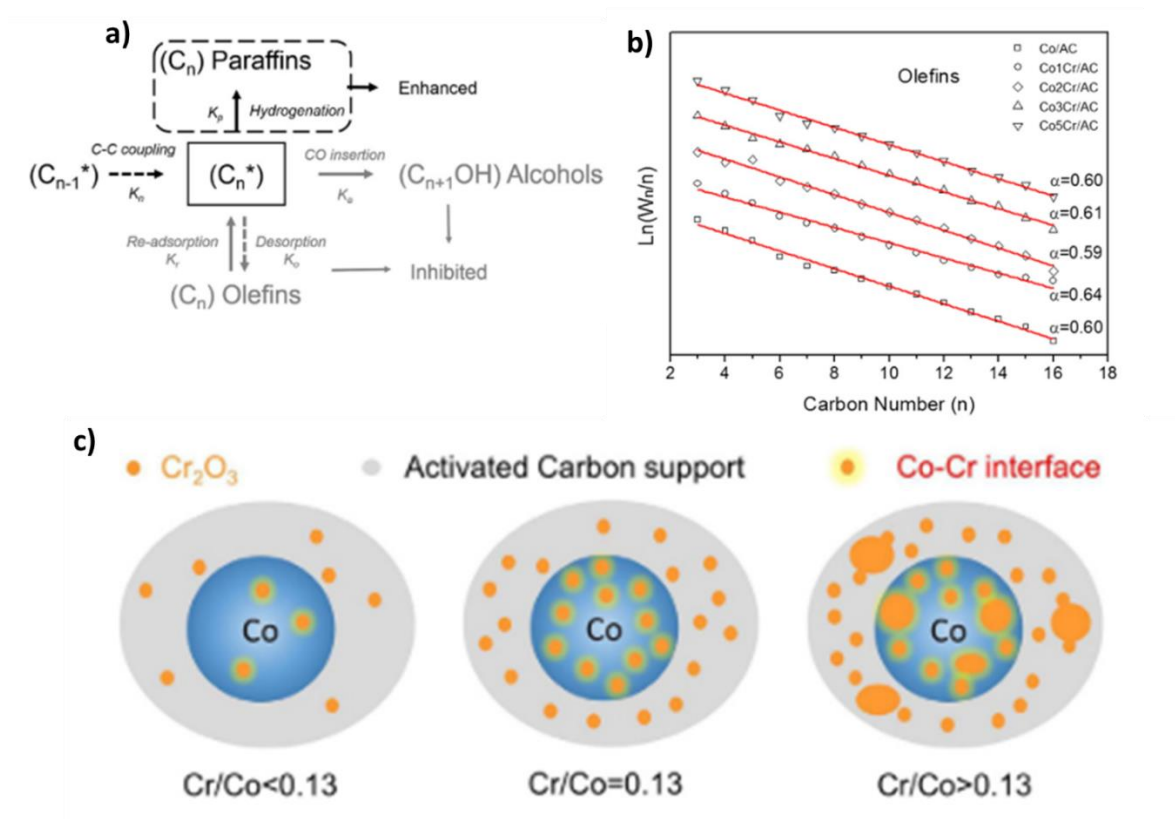 a)
(Cn) Paraffins
Enhanced
Kp
Hydrogenation
C-C coupling
CO insertion
(Cn-1*)
(Cn*)
(Cn+1OH) Alcohols
Kn
Ka
Re-adsorption
Desorption
Kr
Ko
Inhibited
(Cn) Olefins
b)
Olefins
Co/AC
Co1Cr/AC
Co2Cr/AC
Co3Cr/AC
Co5Cr/AC
Ln(Wn/n)
α=0.60
α=0.61
α=0.59
α=0.64
α=0.60
2 4 6 8 10 12 14 16 18
Carbon Number (n)
c)
Cr2O3
Activated Carbon support
Co-Cr interface
Co
Co
Co
Cr/Co<0.13
Cr/Co=0.13
Cr/Co>0.13